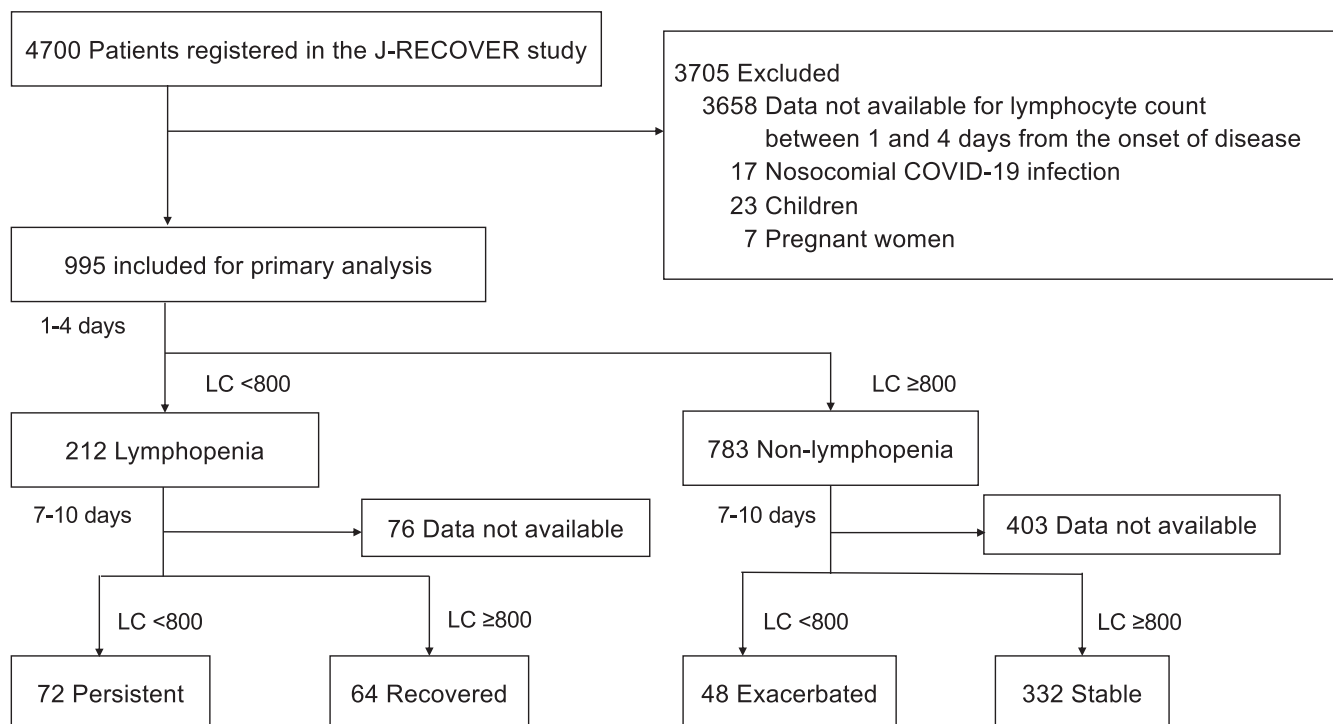 4700 Patients registered in the J-RECOVER study
3705 Excluded
3658 Data not available for lymphocyte count
between 1 and 4 days from the onset of disease
17 Nosocomial COVID-19 infection
23 Children
7 Pregnant women
995 included for primary analysis
1-4 days
LC <800
LC ≥800
212 Lymphopenia
783 Non-lymphopenia
7-10 days
76 Data not available
7-10 days
403 Data not available
LC <800
LC ≥800
LC <800
LC ≥800
72 Persistent
64 Recovered
48 Exacerbated
332 Stable